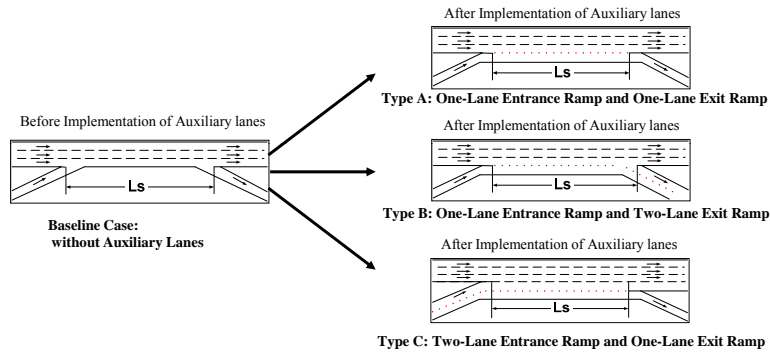 Before Implementation of Auxiliary lanes
Ls
Baseline Case:
without Auxiliary Lanes
After Implementation of Auxiliary lanes
Ls
Type A: One-Lane Entrance Ramp and One-Lane Exit Ramp
After Implementation of Auxiliary lanes
Ls
Type B: One-Lane Entrance Ramp and Two-Lane Exit Ramp
After Implementation of Auxiliary lanes
Ls
Type C: Two-Lane Entrance Ramp and One-Lane Exit Ramp